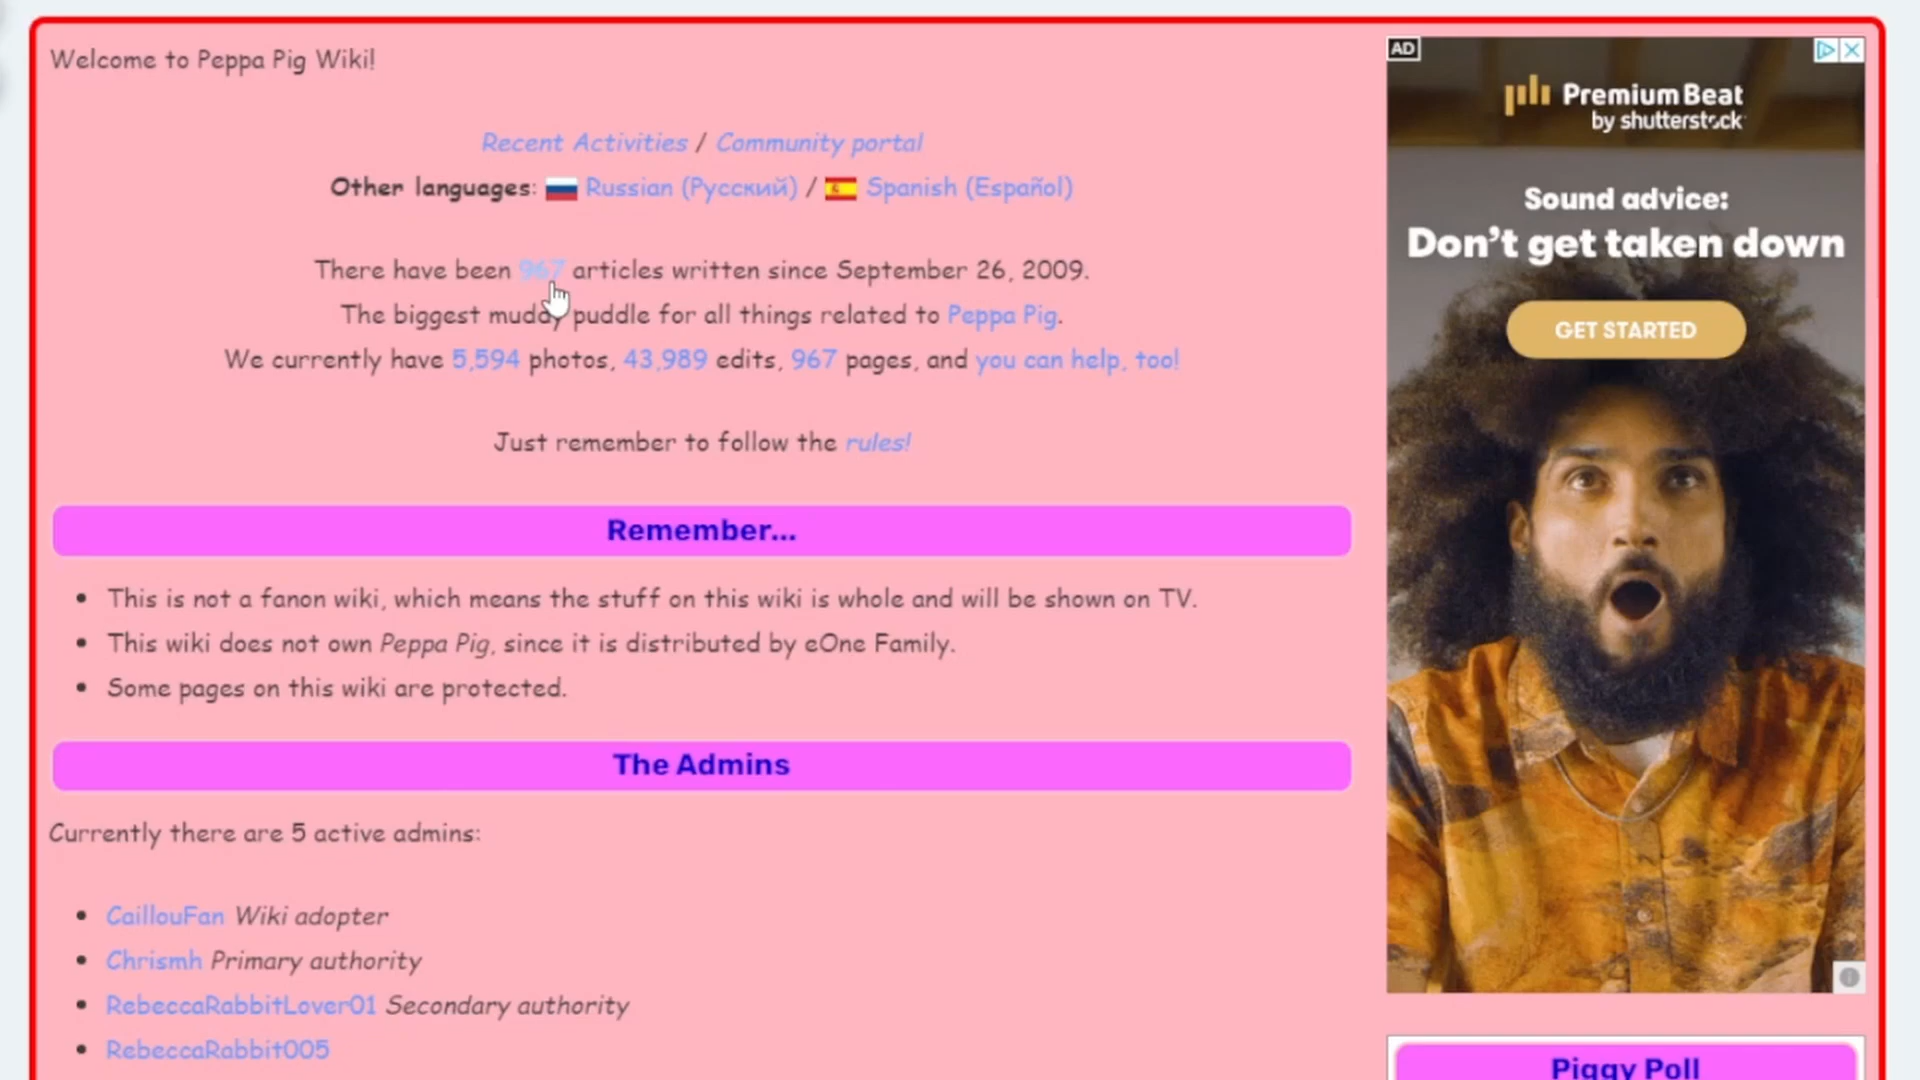 Welcome to Peppa Pig Wiki!
Recent Activities / Community portal
Other languages: Russian (Русский) / Spanish (Español)
There have been 967 articles written since September 26, 2009.
The biggest muddy puddle for all things related to Peppa Pig.
We currently have 5,594 photos, 43,989 edits, 967 pages, and you can help, too!
Just remember to follow the rules!
Remember...
• This is not a fanon wiki, which means the stuff on this wiki is whole and will be shown on TV.
• This wiki does not own Peppa Pig, since it is distributed by eOne Family.
• Some pages on this wiki are protected.
The Admins
Currently there are 5 active admins:
• CaillouFan Wiki adopter
• Chrismh Primary authority
• RebeccaRabbitLover01 Secondary authority
• RebeccaRabbit005
AD
PremiumBeat
by shutterstock
Sound advice:
Don't get taken down
GET STARTED
Piggy Poll